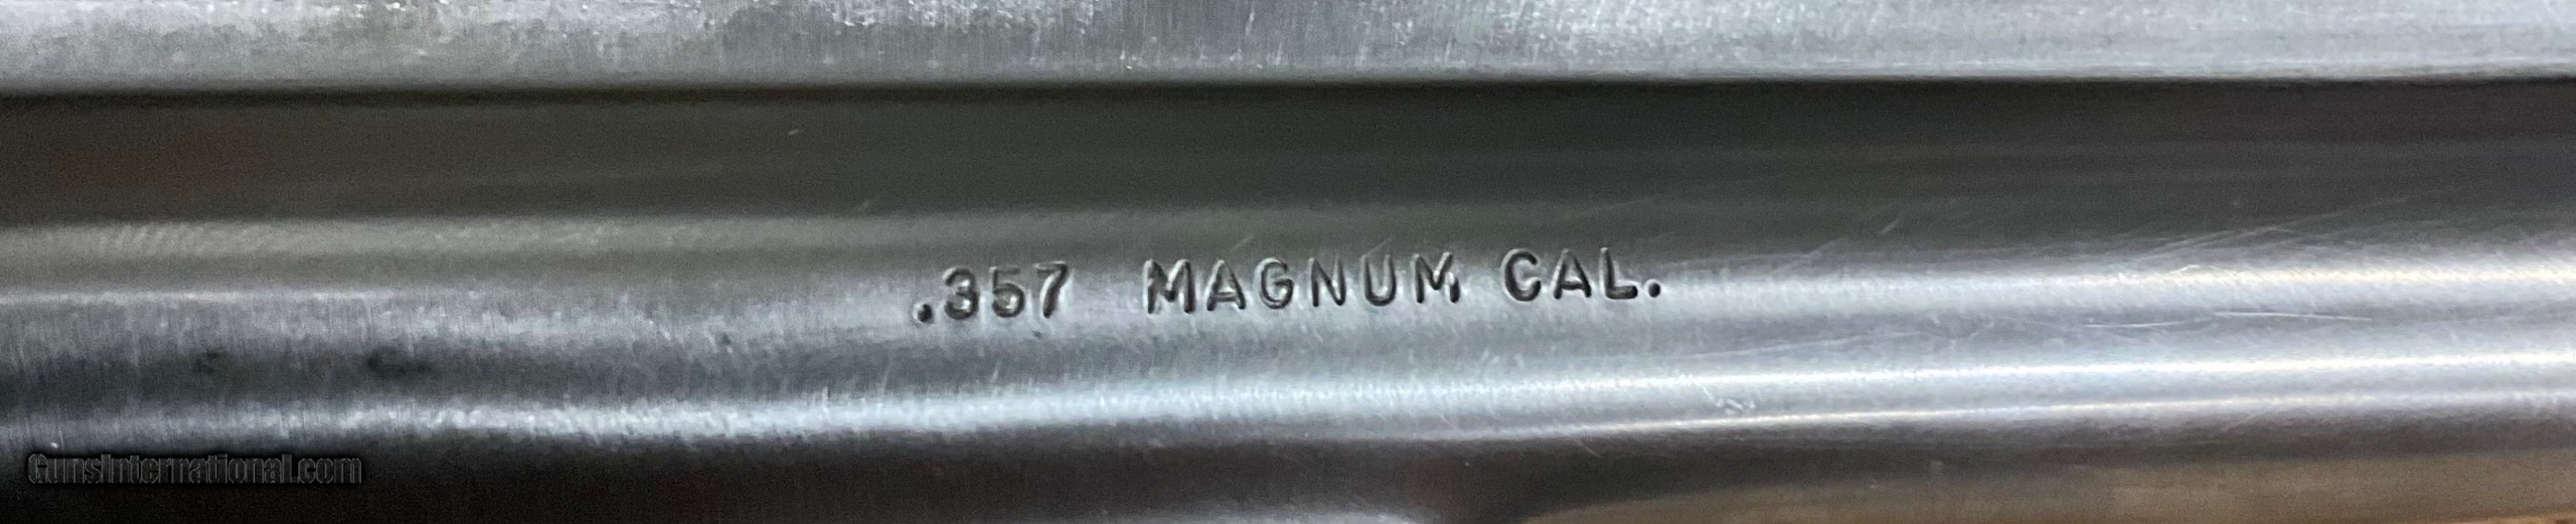 .357 MAGNUM CAL.
GunsInternational.com